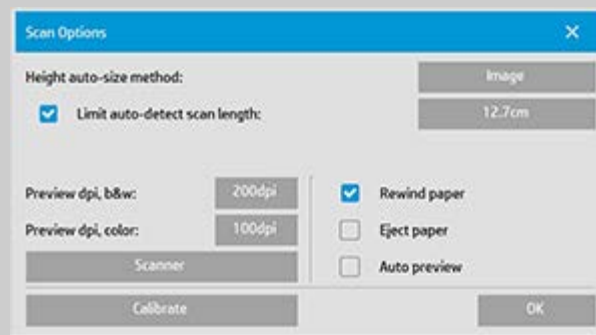 Scan Options
Height auto-size method: Image
Limit auto-detect scan length: 12.7cm
Preview dpi, b&w: 200dpi
Rewind paper
Preview dpi, color: 100dpi
Eject paper
Scanner
Auto preview
Calibrate
OK